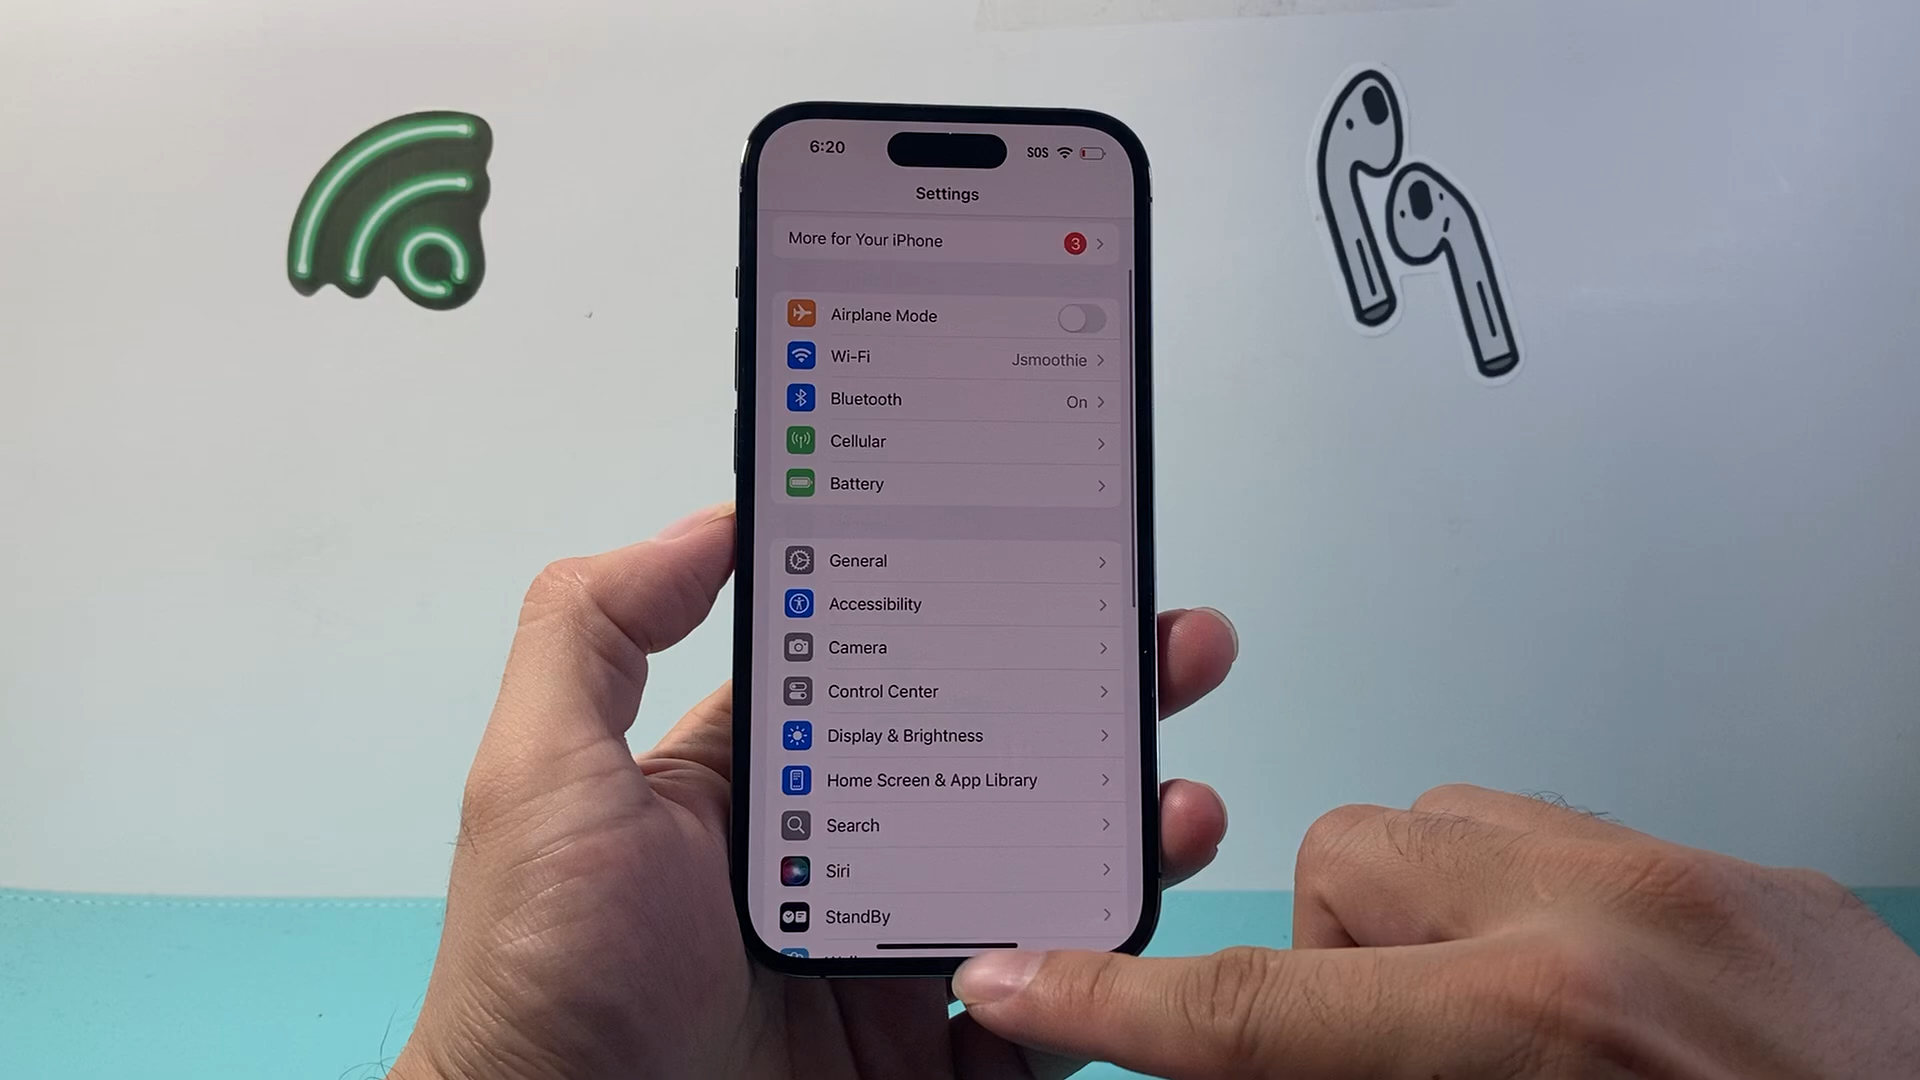 6:20 SOS
Settings
More for Your iPhone 3
Airplane Mode
Wi-Fi Jsmoothie
Bluetooth On
Cellular
Battery
General
Accessibility
Camera
Control Center
Display & Brightness
Home Screen & App Library
Search
Siri
StandBy